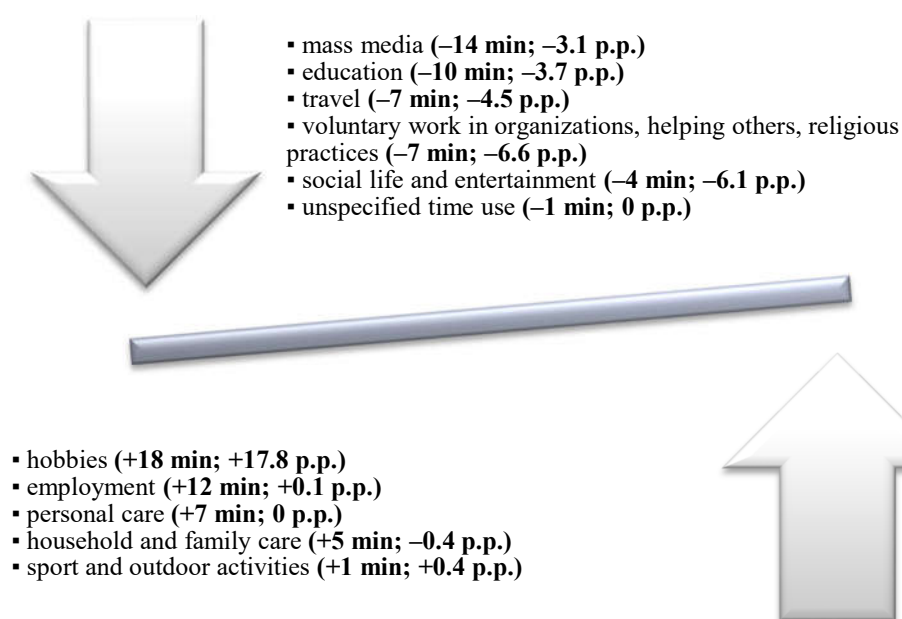 ▪ mass media (–14 min; –3.1 p.p.)
▪ education (–10 min; –3.7 p.p.)
▪ travel (–7 min; –4.5 p.p.)
▪ voluntary work in organizations, helping others, religious
practices (–7 min; –6.6 p.p.)
▪ social life and entertainment (–4 min; –6.1 p.p.)
▪ unspecified time use (–1 min; 0 p.p.)
▪ hobbies (+18 min; +17.8 p.p.)
▪ employment (+12 min; +0.1 p.p.)
▪ personal care (+7 min; 0 p.p.)
▪ household and family care (+5 min; –0.4 p.p.)
▪ sport and outdoor activities (+1 min; +0.4 p.p.)